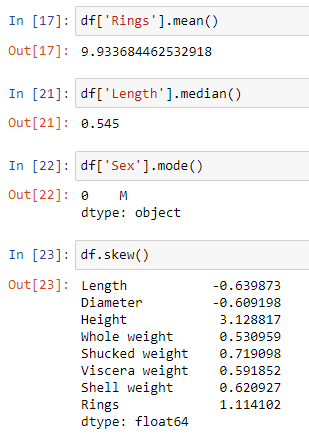 In [17]: df['Rings'].mean()
Out[17]: 9.933684462532918
In [21]: df['Length'].median()
Out[21]: 0.545
In [22]: df['Sex'].mode()
Out[22]: 0    M
dtype: object
In [23]: df.skew()
Out[23]: Length           -0.639873
Diameter         -0.609198
Height            3.128817
Whole weight      0.530959
Shucked weight    0.719098
Viscera weight    0.591852
Shell weight      0.620927
Rings             1.114102
dtype: float64